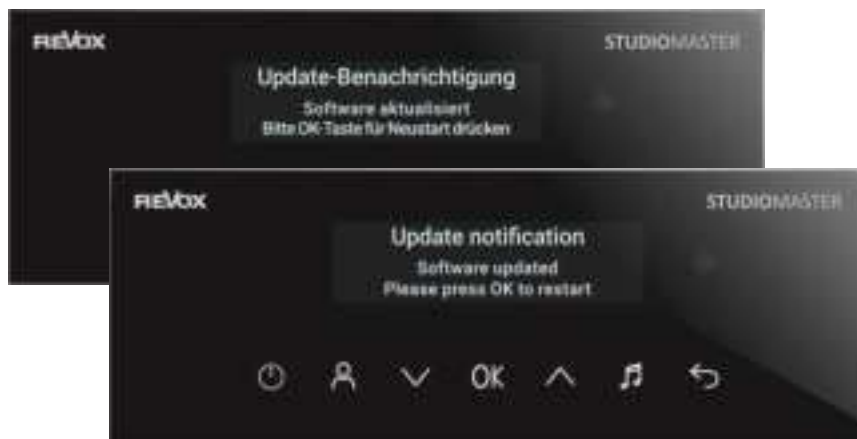 REVOX
STUDIOMASTER
Update-Benachrichtigung
Software aktualisiert
Bitte OK-Taste für Neustart drücken
REVOX
STUDIOMASTER
Update notification
Software updated
Please press OK to restart
OK